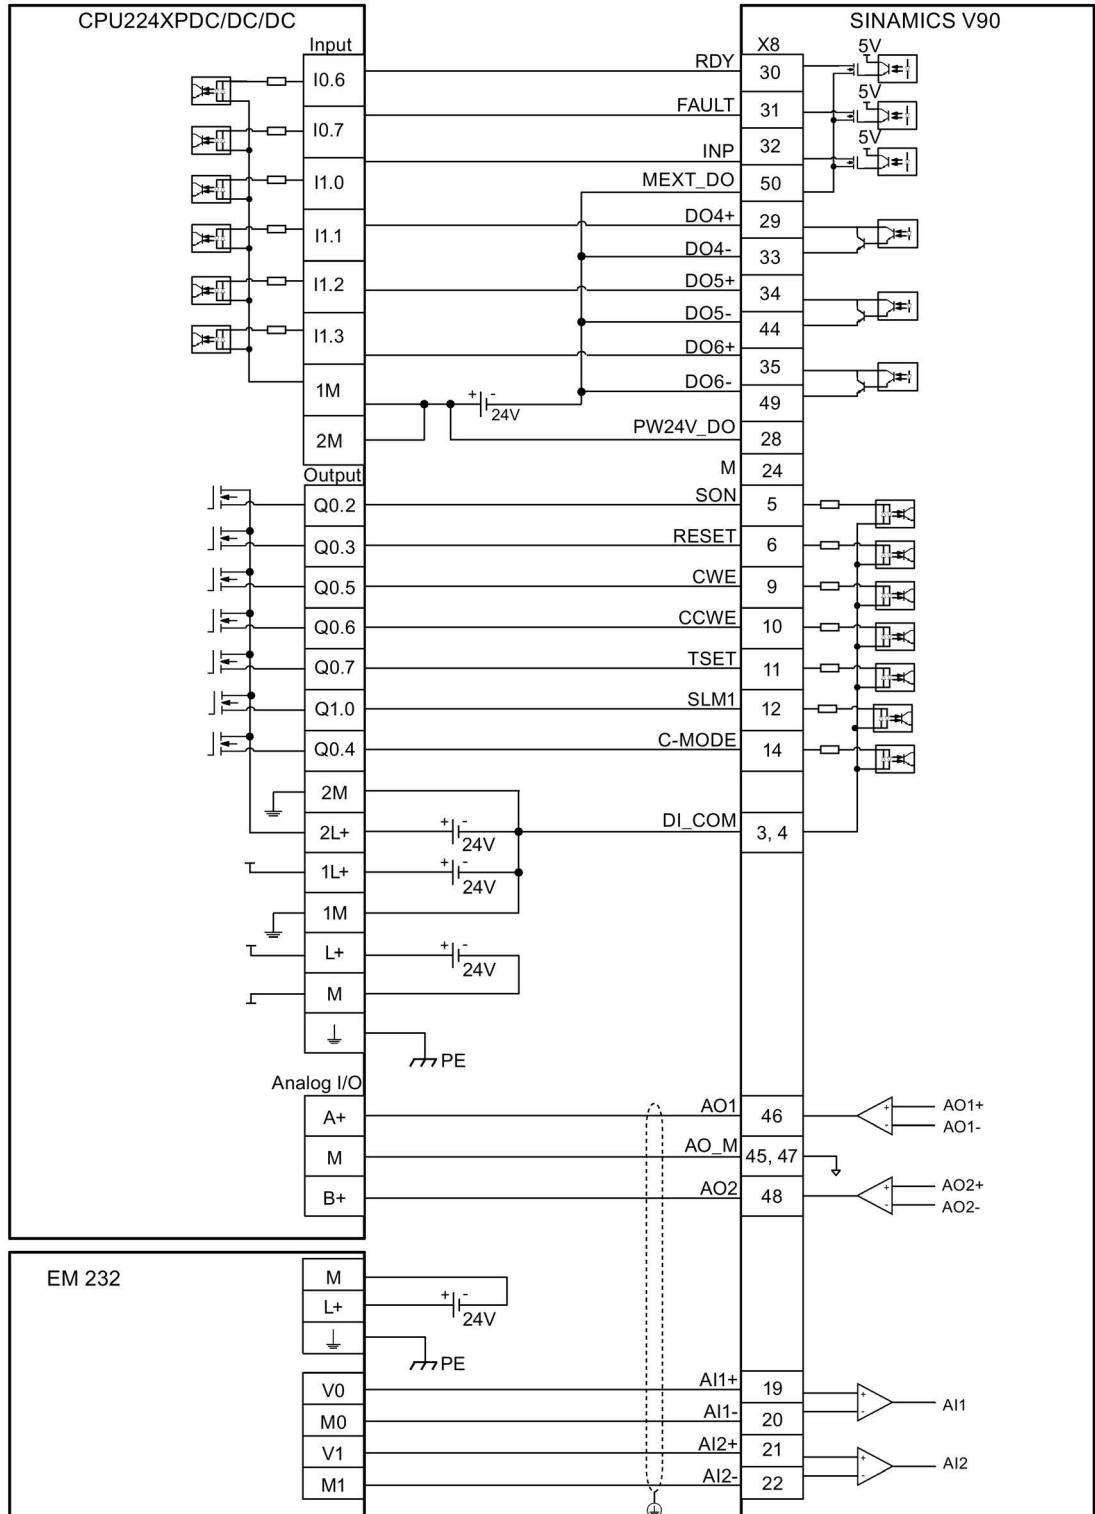 CPU224XPDC/DC/DC SINAMICS V90
Input X8
RDY 30 5V
I0.6
FAULT 31 5V
I0.7
32 5V
INP
I1.0 MEXT_DO 50
DO4+ 29
I1.1
DO4- 33
I1.2 DO5+ 34
DO5- 44
I1.3
DO6+ 35
1M DO6- 49
+ - 24V
2M PW24V_DO 28
M 24
Output
Q0.2 SON 5
Q0.3 RESET 6
Q0.5 CWE 9
Q0.6 CCWE 10
Q0.7 TSET 11
Q1.0 SLM1 12
Q0.4 C-MODE 14
2M
2L+ + - 24V DI_COM 3, 4
1L+ + - 24V
1M
L+ + - 24V
M
PE
Analog I/O
A+ AO1 46 + - AO1+
AO1-
M AO_M 45, 47
B+ AO2 48 + - AO2+
AO2-
EM 232
M
L+ + - 24V
PE
V0 AI1+ 19 + - AI1
M0 AI1- 20
V1 AI2+ 21 + - AI2
M1 AI2- 22